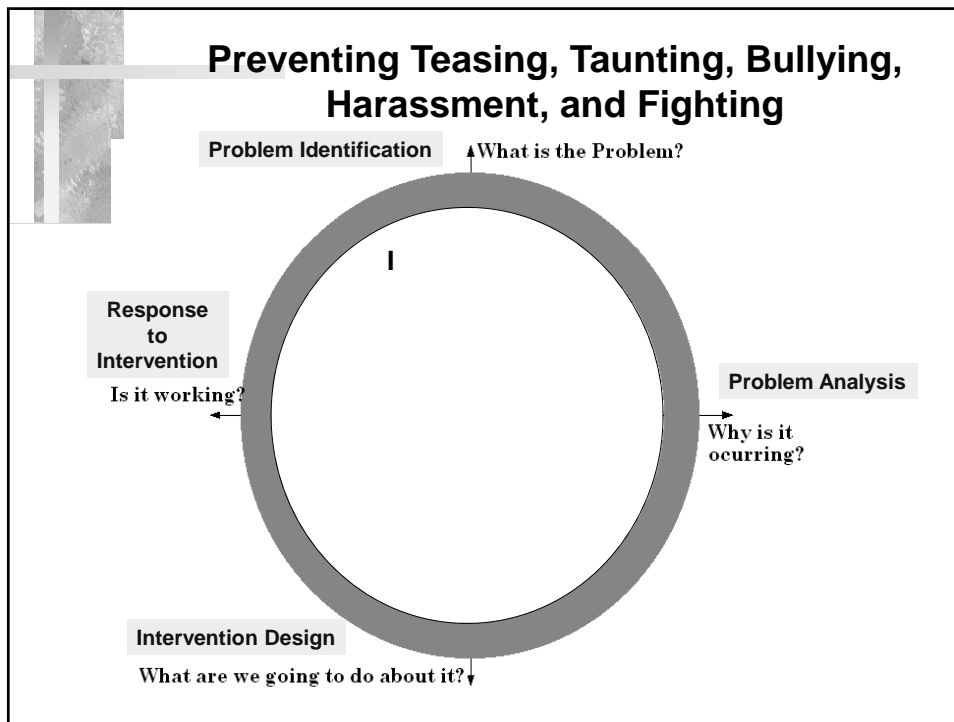 Preventing Teasing, Taunting, Bullying,
Harassment, and Fighting
Problem Identification
What is the Problem?
I
Response
to
Intervention
Is it working?
Problem Analysis
Why is it
ocurring?
Intervention Design
What are we going to do about it?